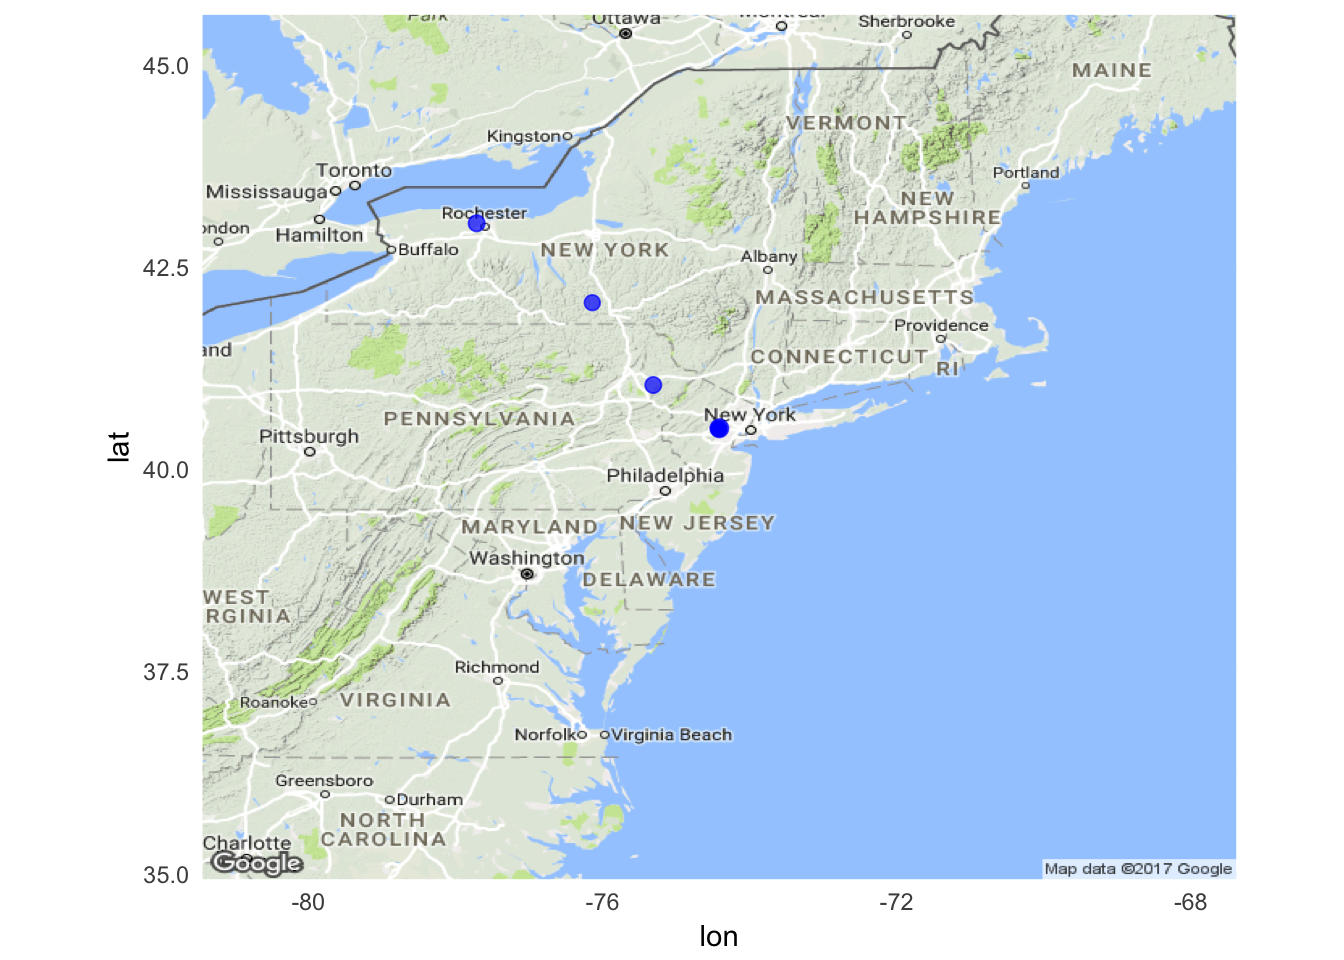 Park
Ottawa
Montreal
Sherbrooke
45.0
MAINE
Kingston
VERMONT
Toronto
Mississauga
Portland
Rochester
NEW
HAMPSHIRE
ondon
Hamilton
Buffalo
NEW YORK
Albany
42.5
MASSACHUSETTS
Providence
and
CONNECTICUT
RI
PENNSYLVANIA
New York
Pittsburgh
lat
40.0
Philadelphia
MARYLAND
NEW JERSEY
Washington
DELAWARE
WEST
RGINIA
37.5
Richmond
Roanoke
VIRGINIA
Norfolk
Virginia Beach
Greensboro
Durham
NORTH
CAROLINA
Charlotte
Google
Map data ©2017 Google
35.0
-80
-76
-72
-68
lon